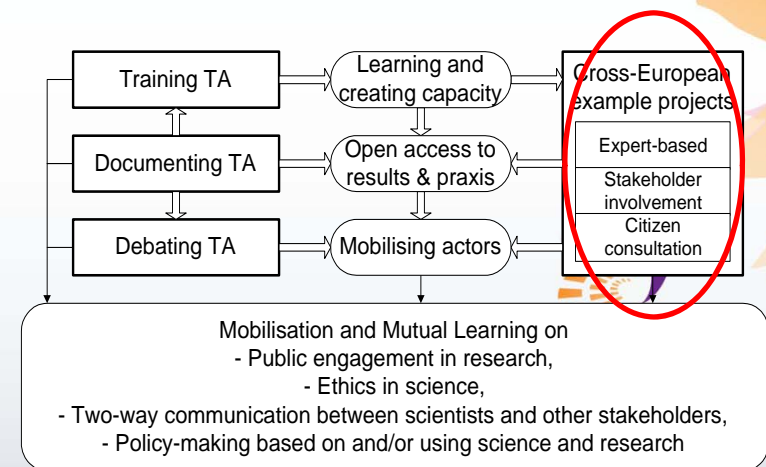 Training TA
Learning and
creating capacity
Cross-European
example projects
Expert-based
Documenting TA
Open access to
results & praxis
Stakeholder
involvement
Citizen
consultation
Debating TA
Mobilising actors
Mobilisation and Mutual Learning on
- Public engagement in research,
- Ethics in science,
- Two-way communication between scientists and other stakeholders,
- Policy-making based on and/or using science and research